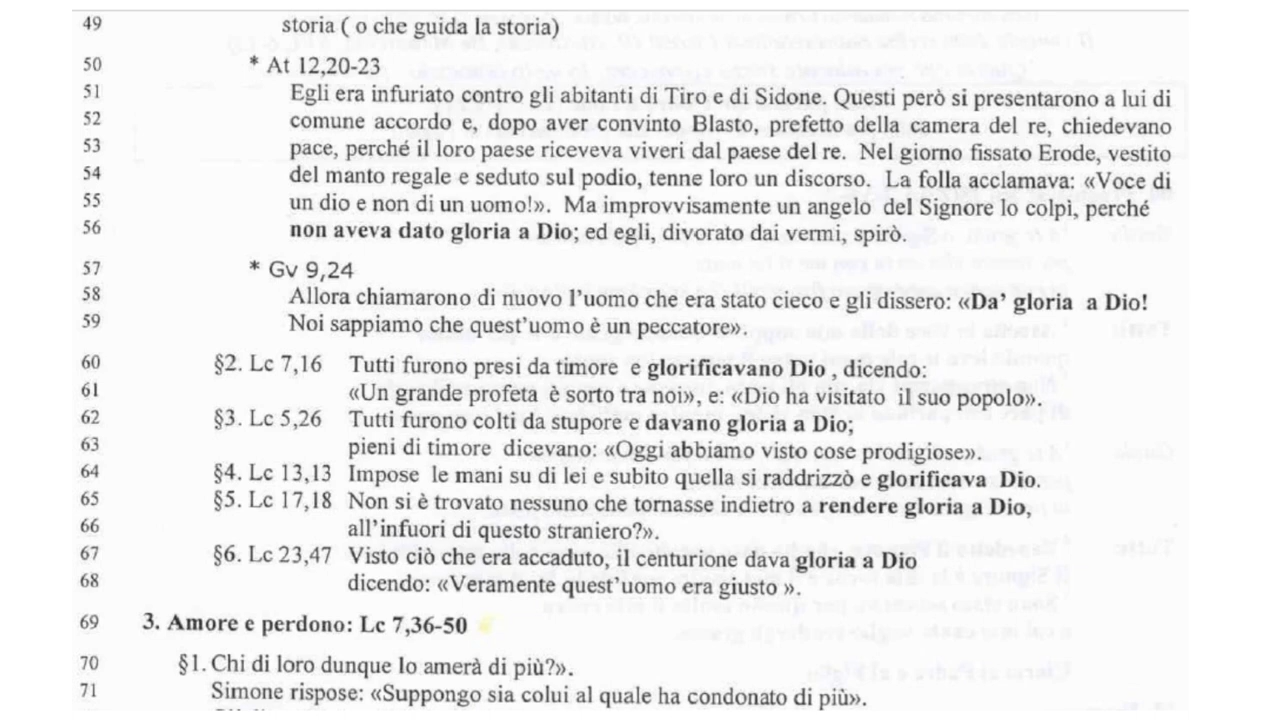 49 storia ( o che guida la storia)
50 * At 12,20-23
51 Egli era infuriato contro gli abitanti di Tiro e di Sidone. Questi però si presentarono a lui di
52 comune accordo e, dopo aver convinto Blasto, prefetto della camera del re, chiedevano
53 pace, perché il loro paese riceveva viveri dal paese del re. Nel giorno fissato Erode, vestito
54 del manto regale e seduto sul podio, tenne loro un discorso. La folla acclamava: «Voce di
55 un dio e non di un uomo!». Ma improvvisamente un angelo del Signore lo colpì, perché
56 non aveva dato gloria a Dio; ed egli, divorato dai vermi, spirò.
57 * Gv 9,24
58 Allora chiamarono di nuovo l'uomo che era stato cieco e gli dissero: «Da' gloria a Dio!
59 Noi sappiamo che quest'uomo è un peccatore».
60 §2. Lc 7,16 Tutti furono presi da timore e glorificavano Dio , dicendo:
61 «Un grande profeta è sorto tra noi», e: «Dio ha visitato il suo popolo».
62 §3. Lc 5,26 Tutti furono colti da stupore e davano gloria a Dio;
63 pieni di timore dicevano: «Oggi abbiamo visto cose prodigiose».
64 §4. Lc 13,13 Impose le mani su di lei e subito quella si raddrizzò e glorificava Dio.
65 §5. Lc 17,18 Non si è trovato nessuno che tornasse indietro a rendere gloria a Dio,
66 all'infuori di questo straniero?».
67 §6. Lc 23,47 Visto ciò che era accaduto, il centurione dava gloria a Dio
68 dicendo: «Veramente quest'uomo era giusto ».
69 3. Amore e perdono: Lc 7,36-50
70 §1. Chi di loro dunque lo amerà di più?».
71 Simone rispose: «Suppongo sia colui al quale ha condonato di più».